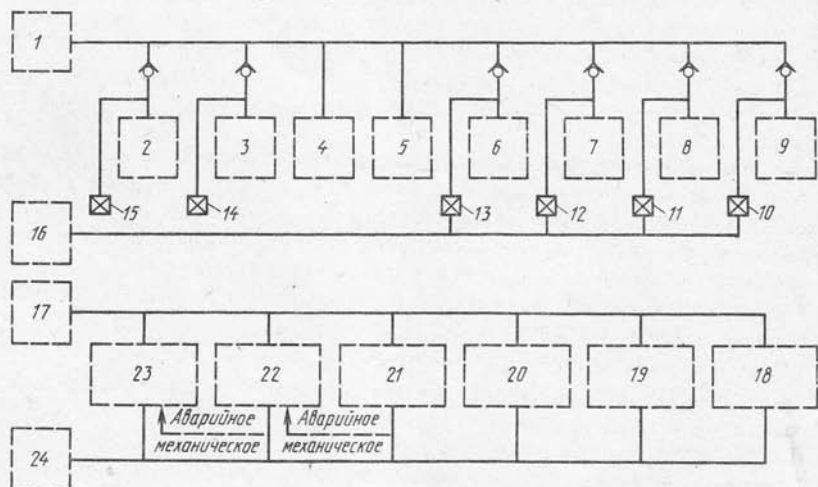 1
2 3 4 5 6 7 8 9
15 14 13 12 11 10
16
17
23 22 21 20 19 18
Аварийное Аварийное
механическое механическое
24